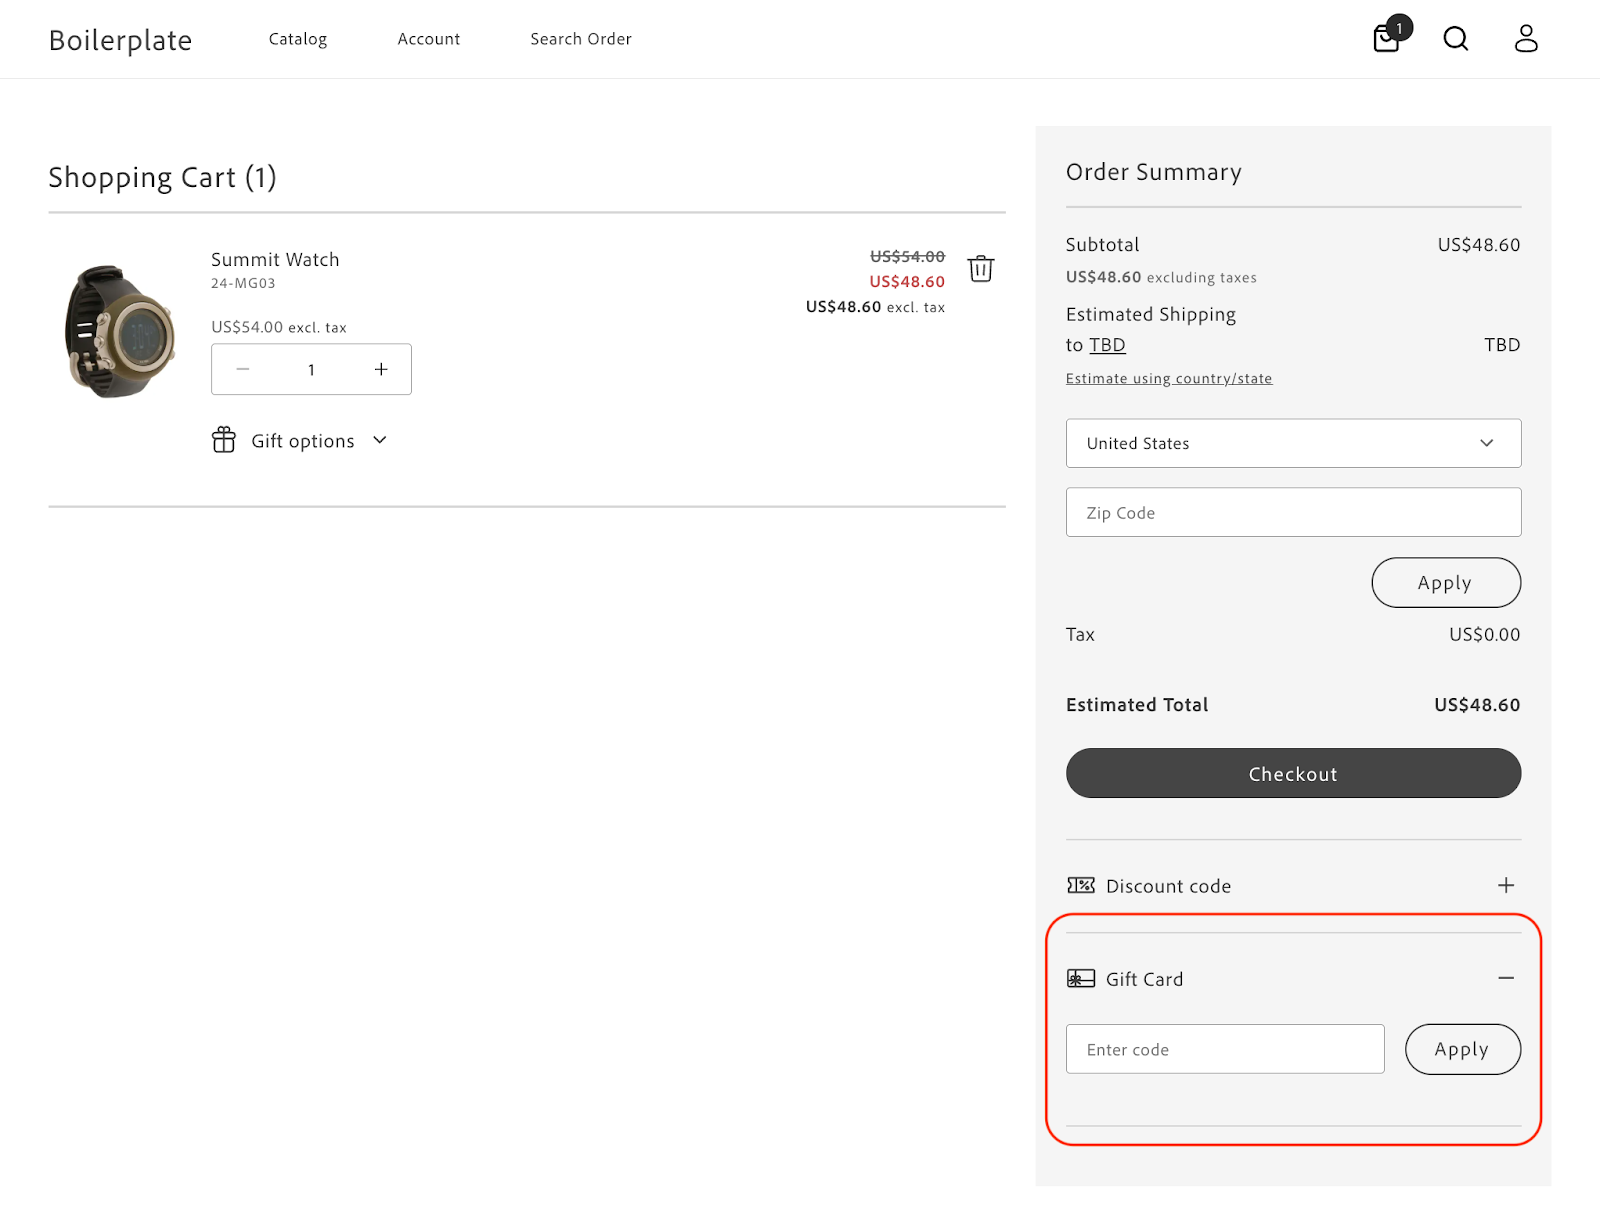 Boilerplate
Catalog
Account
Search Order
1
Shopping Cart (1)
Summit Watch
24-MG03
US$54.00 excl. tax
1
Gift options
US$54.00
US$48.60
US$48.60 excl. tax
Order Summary
Subtotal US$48.60
US$48.60 excluding taxes
Estimated Shipping
to TBD TBD
Estimate using country/state
United States
Zip Code
Apply
Tax US$0.00
Estimated Total US$48.60
Checkout
Discount code
Gift Card
Enter code
Apply